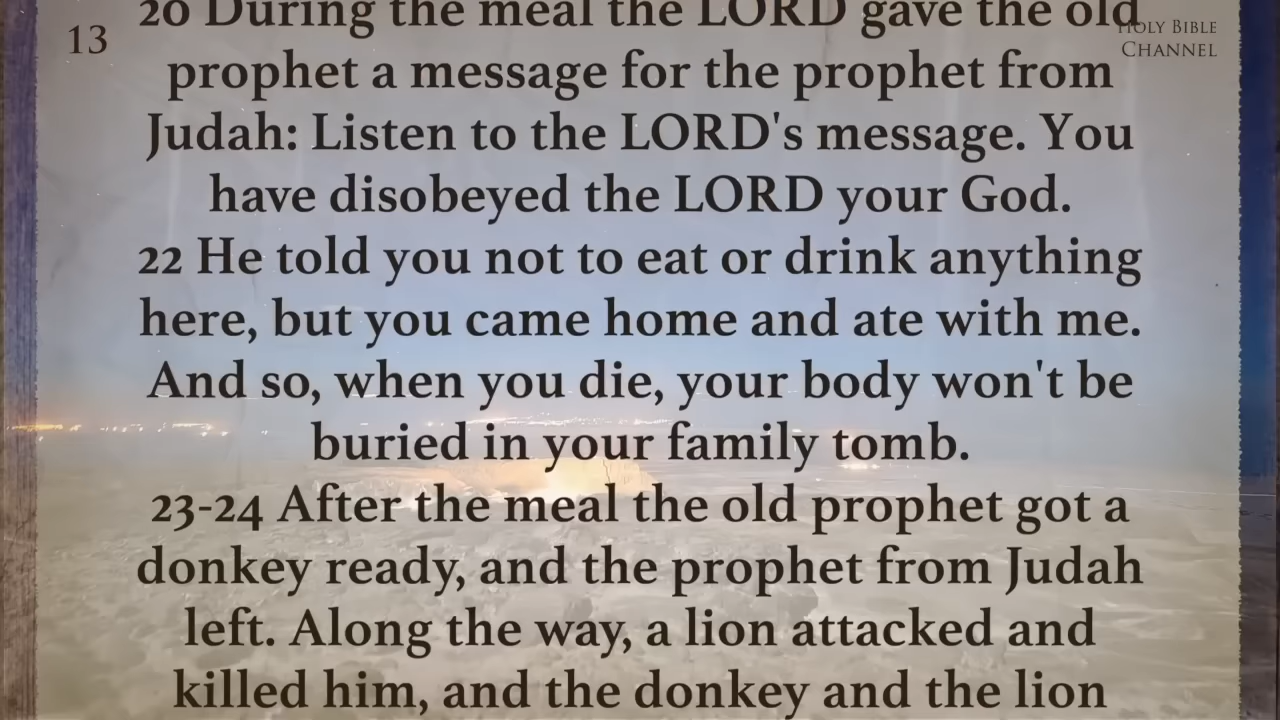 13
HOLY BIBLE
CHANNEL
20 During the meal the LORD gave the old
prophet a message for the prophet from
Judah: Listen to the LORD's message. You
have disobeyed the LORD your God.
22 He told you not to eat or drink anything
here, but you came home and ate with me.
And so, when you die, your body won't be
buried in your family tomb.
23-24 After the meal the old prophet got a
donkey ready, and the prophet from Judah
left. Along the way, a lion attacked and
killed him, and the donkey and the lion